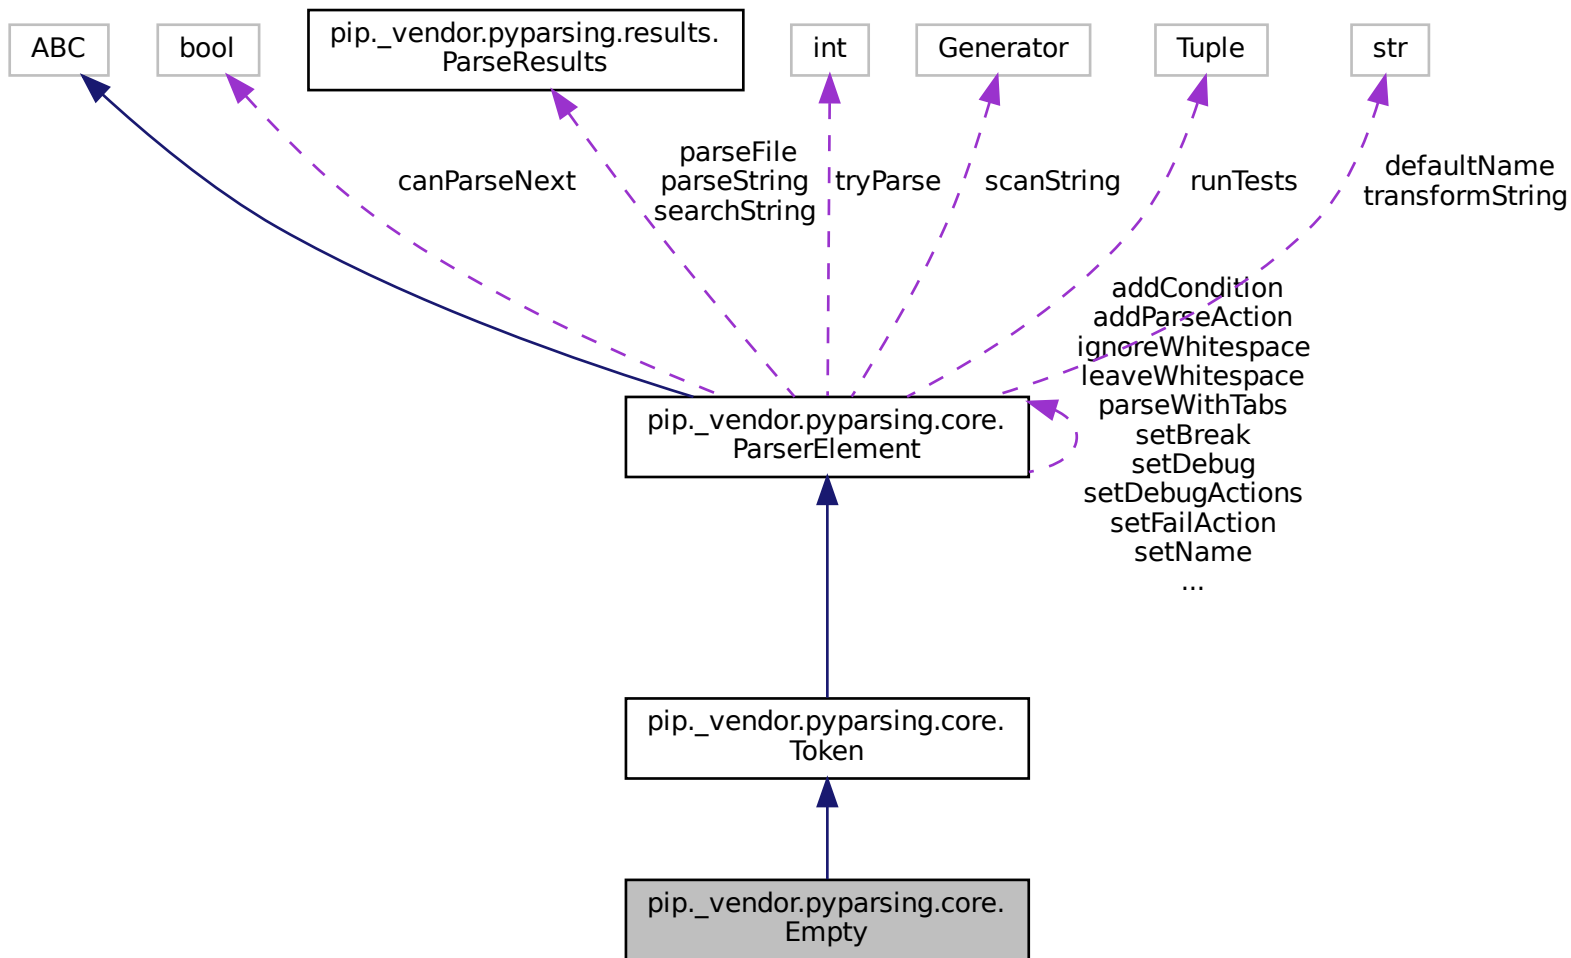 ABC
bool
pip._vendor.pyparsing.results.
ParseResults
int
Generator
Tuple
str
canParseNext
parseFile
parseString
searchString
tryParse
scanString
runTests
defaultName
transformString
addCondition
addParseAction
ignoreWhitespace
leaveWhitespace
parseWithTabs
setBreak
setDebug
setDebugActions
setFailAction
setName
...
pip._vendor.pyparsing.core.
ParserElement
pip._vendor.pyparsing.core.
Token
pip._vendor.pyparsing.core.
Empty